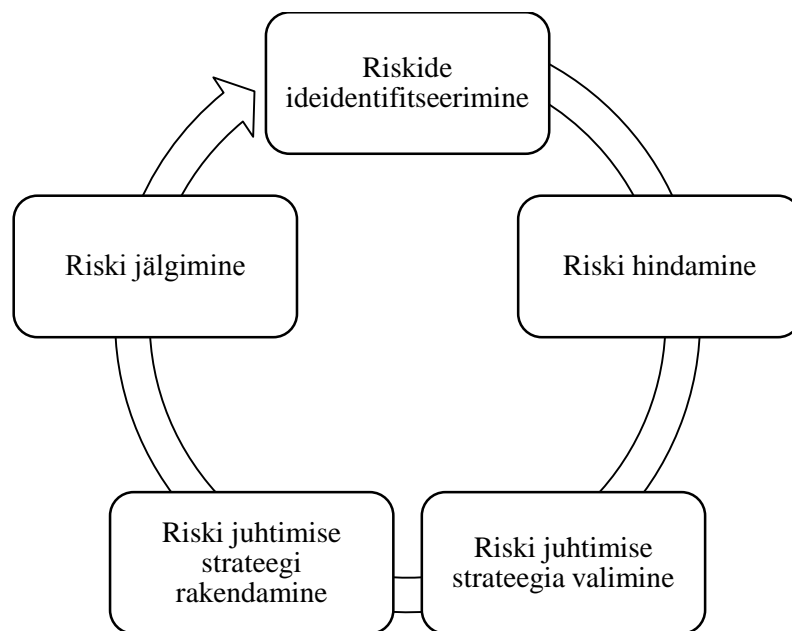 Riskide
ideidentifitseerimine
Riski hindamine
Riski juhtimise
strateegia valimine
Riski juhtimise
strateegi
rakendamine
Riski jälgimine